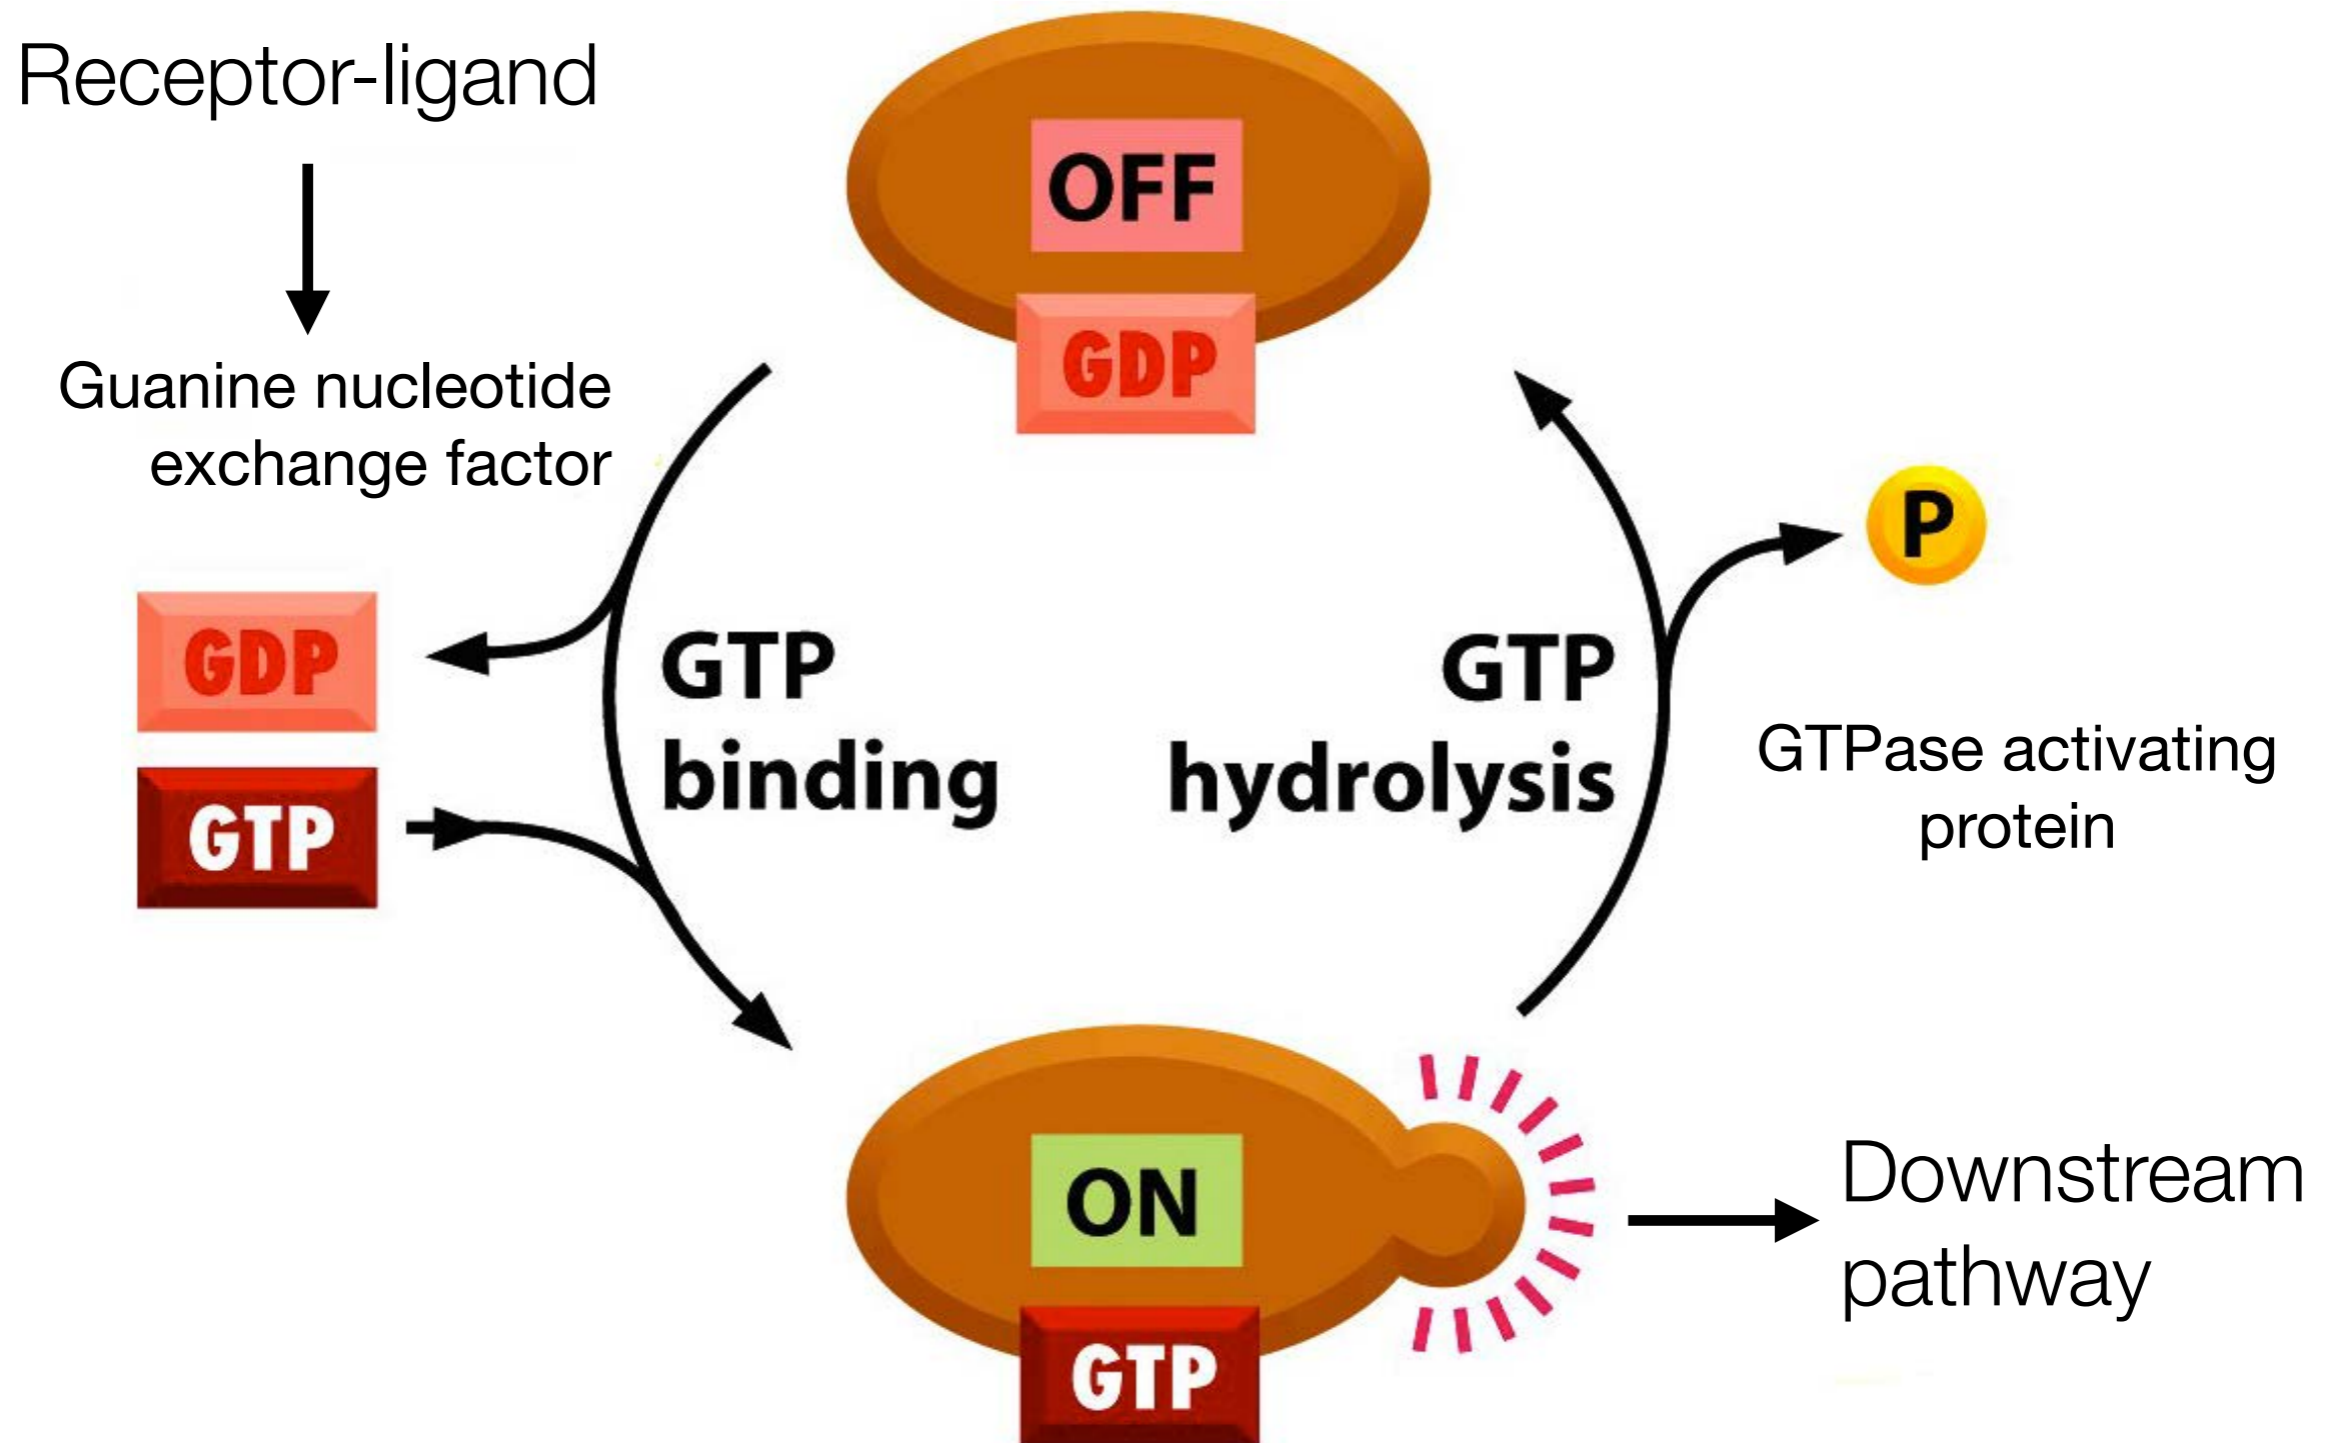 Receptor-ligand
OFF
GDP
Guanine nucleotide
exchange factor
P
GDP
GTP
GTP
binding
GTP
hydrolysis
GTPase activating
protein
ON
GTP
Downstream
pathway